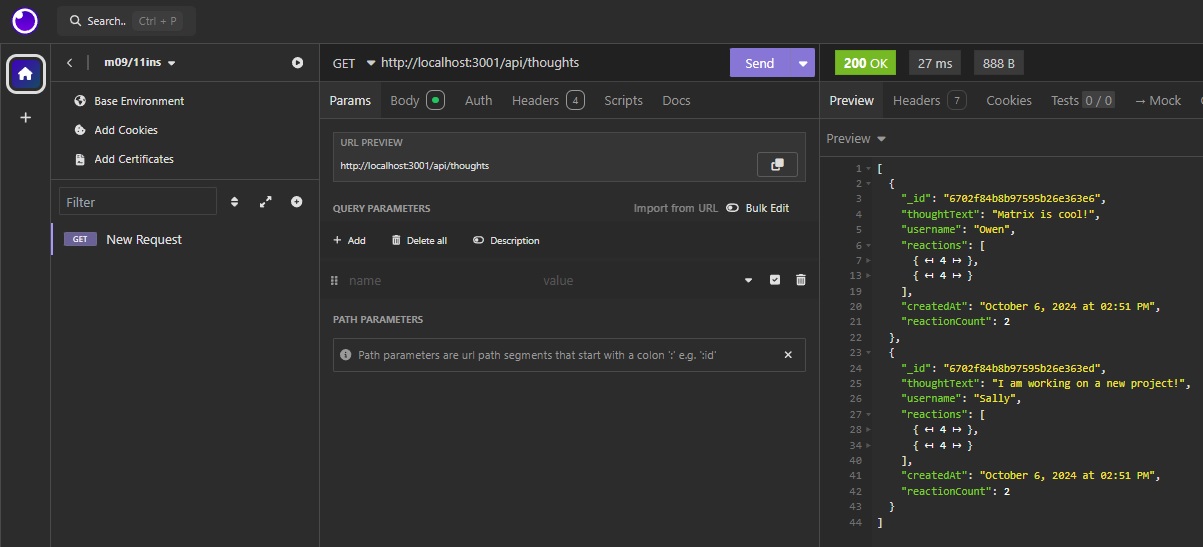 Search.. Ctrl + P
m09/11ins
Base Environment
Add Cookies
Add Certificates
Filter
GET New Request
GET http://localhost:3001/api/thoughts Send
Params Body Auth Headers 4 Scripts Docs
URL PREVIEW
http://localhost:3001/api/thoughts
QUERY PARAMETERS Import from URL Bulk Edit
+ Add Delete all Description
name value
PATH PARAMETERS
Path parameters are url path segments that start with a colon ':' e.g. ':id'
200 OK 27 ms 888 B
Preview Headers 7 Cookies Tests 0 / 0 → Mock
Preview
1 [
2 {
3 "_id": "6702f84b8b97595b26e363e6",
4 "thoughtText": "Matrix is cool!",
5 "username": "Owen",
6 "reactions": [
7 { ↤ 4 ↦ },
13 { ↤ 4 ↦ }
19 ],
20 "createdAt": "October 6, 2024 at 02:51 PM",
21 "reactionCount": 2
22 },
23 {
24 "_id": "6702f84b8b97595b26e363ed",
25 "thoughtText": "I am working on a new project!",
26 "username": "Sally",
27 "reactions": [
28 { ↤ 4 ↦ },
34 { ↤ 4 ↦ }
40 ],
41 "createdAt": "October 6, 2024 at 02:51 PM",
42 "reactionCount": 2
43 }
44 ]